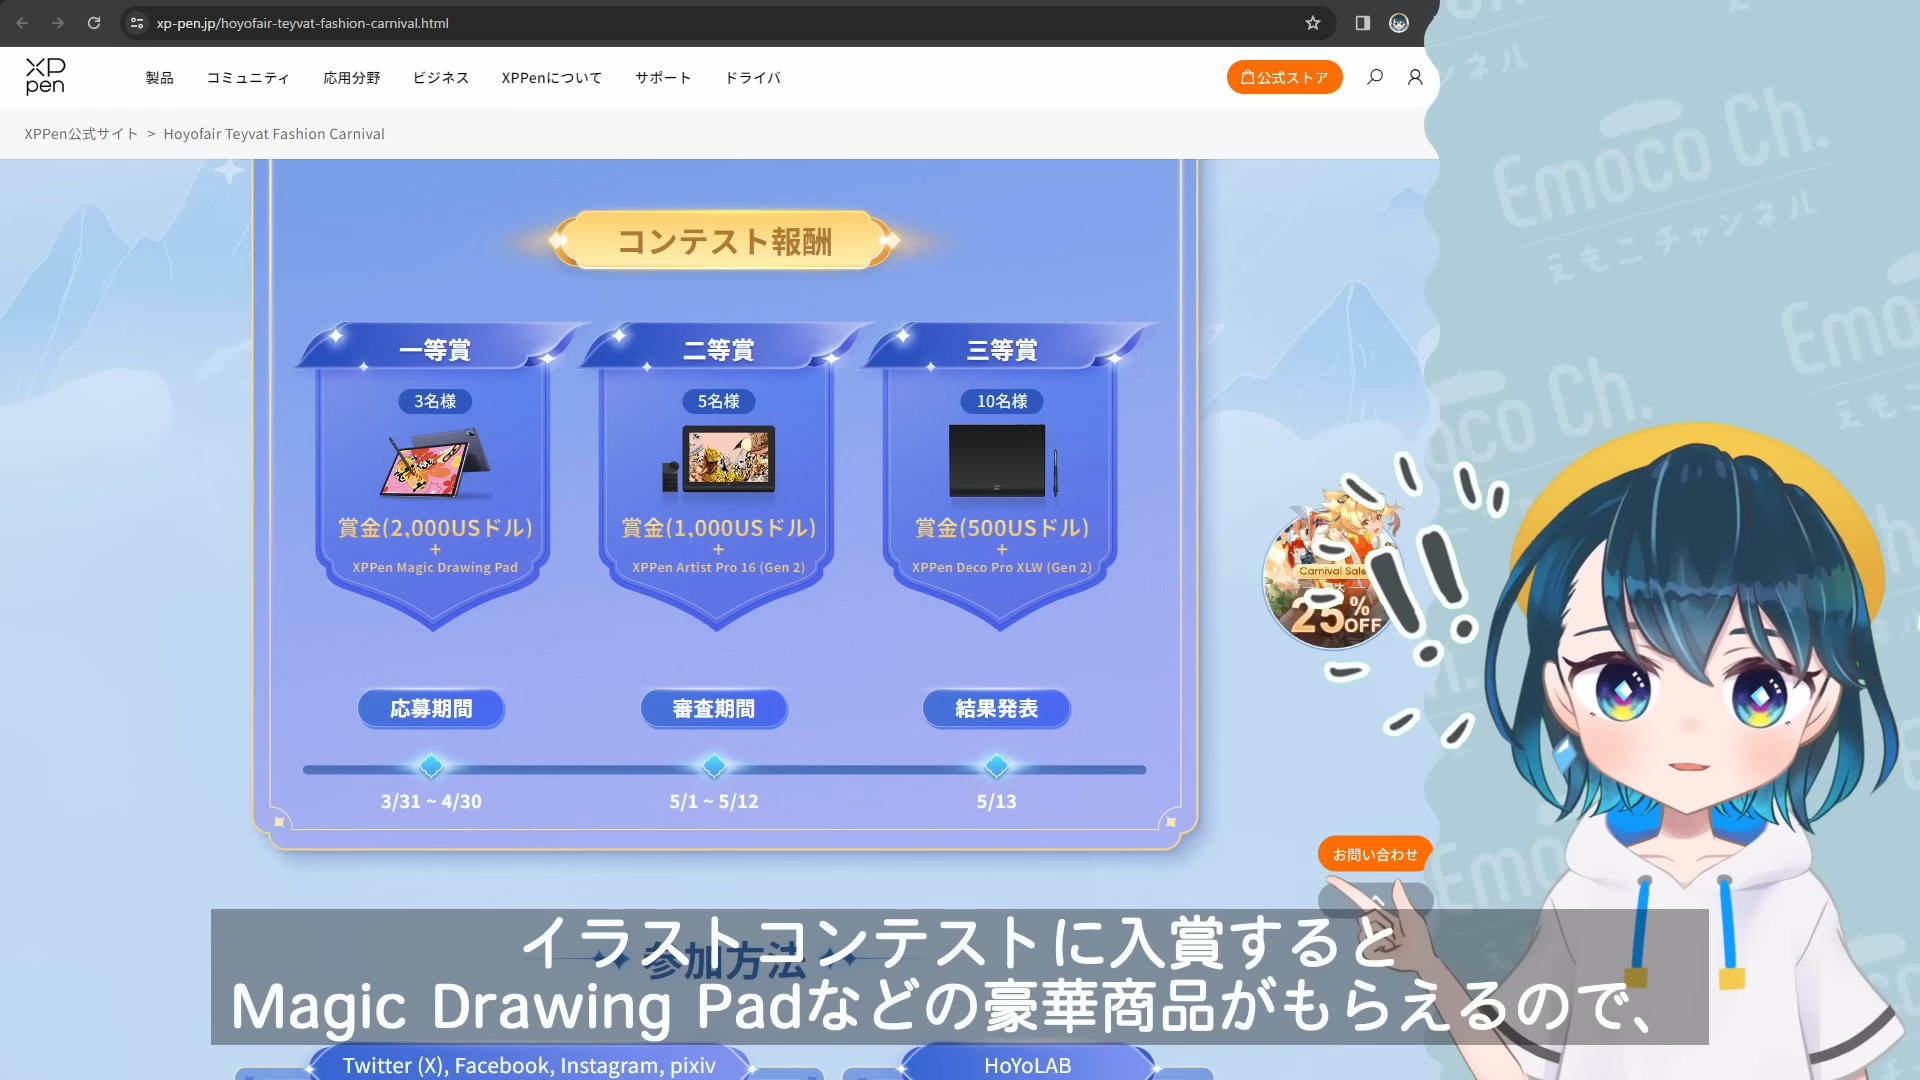 xp-pen.jp/hoyofair-teyvat-fashion-carnival.html
XP
pen
製品
コミュニティ
応用分野
ビジネス
XPPenについて
サポート
ドライバ
公式ストア
XPPen公式サイト > Hoyofair Teyvat Fashion Carnival
コンテスト報酬
一等賞
3名様
賞金(2,000USドル)
+
XPPen Magic Drawing Pad
二等賞
5名様
賞金(1,000USドル)
+
XPPen Artist Pro 16 (Gen 2)
三等賞
10名様
賞金(500USドル)
+
XPPen Deco Pro XLW (Gen 2)
応募期間
審査期間
結果発表
3/31 ~ 4/30
5/1 ~ 5/12
5/13
Carnival Sale
25%
OFF
Emoco Ch.
えもこチャンネル
お問い合わせ
参加方法
イラストコンテストに入賞すると
Magic Drawing Padなどの豪華商品がもらえるので、
Twitter (X), Facebook, Instagram, pixiv
HoYoLAB